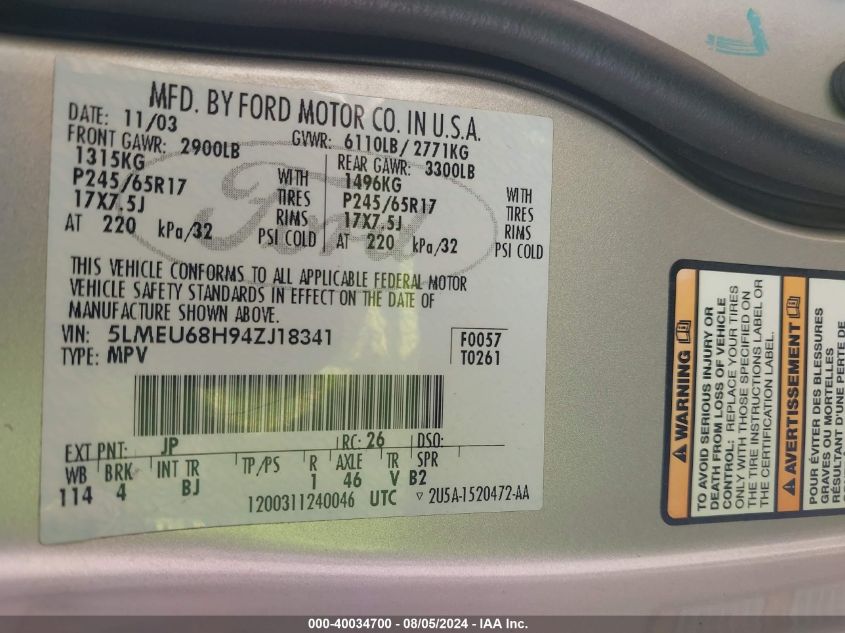 MFD. BY FORD MOTOR CO. IN U.S.A.
DATE: 11/03 GVWR: 6110LB / 2771KG
FRONT GAWR: 2900LB REAR GAWR: 3300LB
1315KG WITH 1496KG WITH
P245/65R17 TIRES P245/65R17 TIRES
17X7.5J RIMS 17X7.5J RIMS
AT 220 kPa/32 PSI COLD AT 220 kPa/32 PSI COLD
Ford
THIS VEHICLE CONFORMS TO ALL APPLICABLE FEDERAL MOTOR
VEHICLE SAFETY STANDARDS IN EFFECT ON THE DATE OF
MANUFACTURE SHOWN ABOVE.
VIN: 5LMEU68H94ZJ18341 F0057
TYPE: MPV T0261
EXT PNT: JP RC: 26 DSO:
WB BRK INT TR TP/PS R AXLE TR SPR
114 4 BJ 1 46 V B2
1200311240046 UTC ▽ 2U5A-1520472-AA
WARNING
TO AVOID SERIOUS INJURY OR
DEATH FROM LOSS OF VEHICLE
CONTROL: REPLACE YOUR TIRES
ONLY WITH THOSE SPECIFIED ON
THE TIRE INSTRUCTIONS LABEL OR
THE CERTIFICATION LABEL.
AVERTISSEMENT
POUR ÉVITER DES BLESSURES
GRAVES OU MORTELLES
RÉSULTANT D'UNE PERTE DE
000-40034700 - 08/05/2024 - IAA Inc.